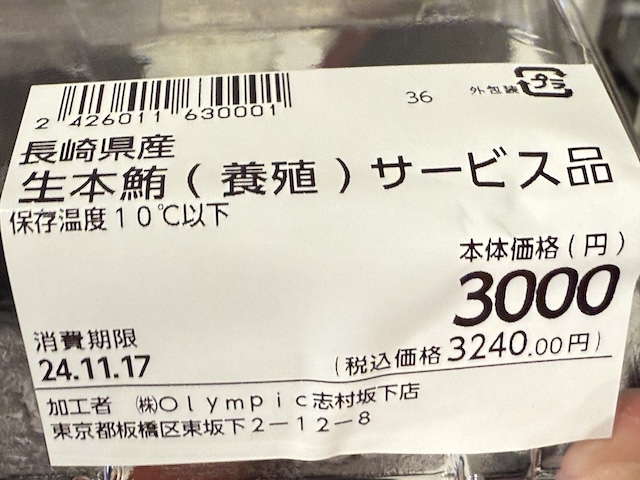 2 426011 630001
36
外包装 プラ
長崎県産
生本鮪(養殖)サービス品
保存温度10℃以下
本体価格(円)
3000
消費期限
24.11.17
(税込価格3240.00円)
加工者 ㈱Olympic志村坂下店
東京都板橋区東坂下2-12-8